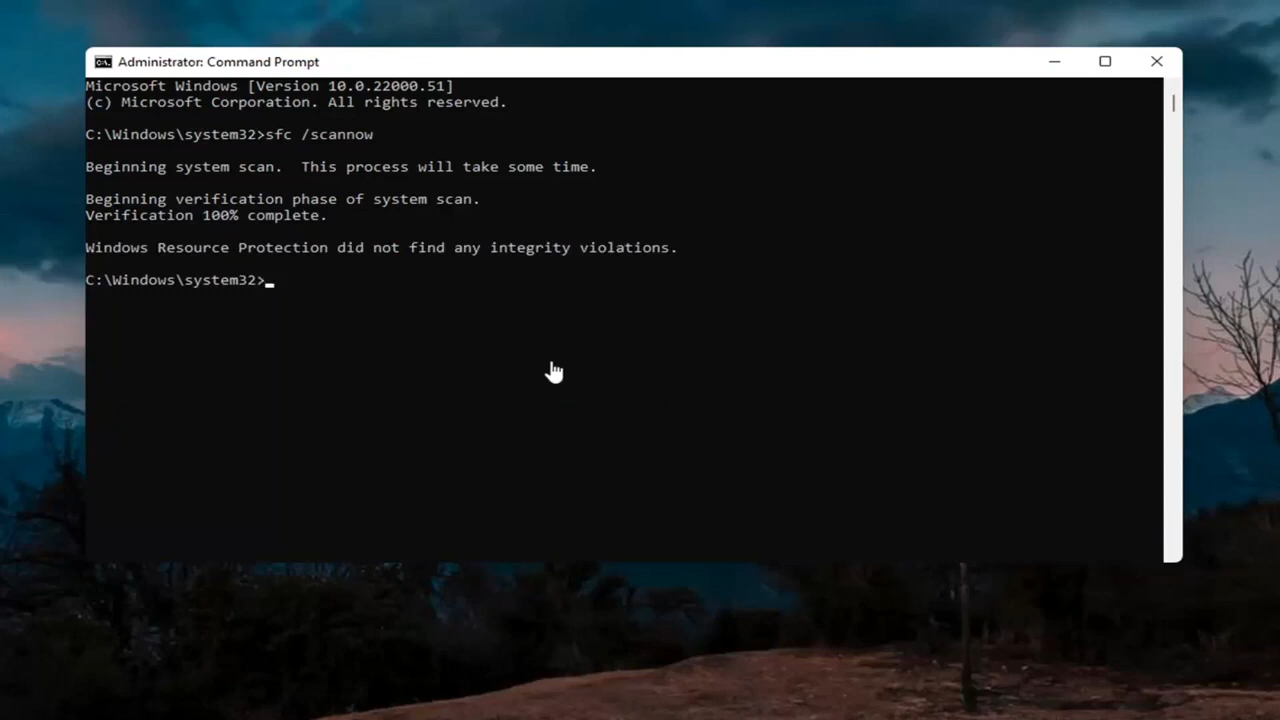 Administrator: Command Prompt
Microsoft Windows [Version 10.0.22000.51]
(c) Microsoft Corporation. All rights reserved.
C:\Windows\system32>sfc /scannow
Beginning system scan.  This process will take some time.
Beginning verification phase of system scan.
Verification 100% complete.
Windows Resource Protection did not find any integrity violations.
C:\Windows\system32>